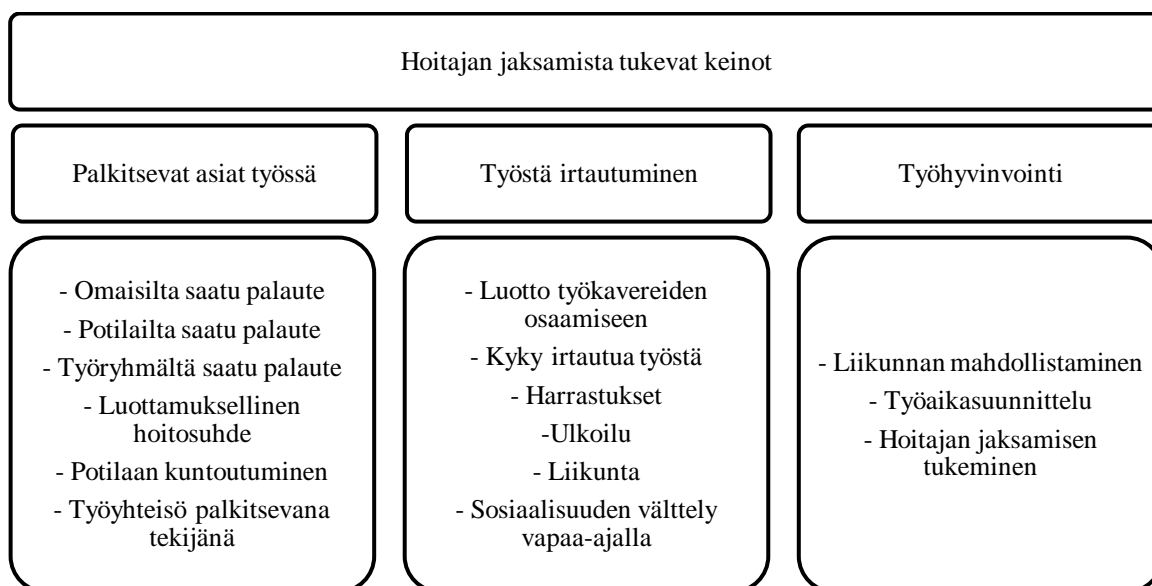 Hoitajan jaksamista tukevat keinot
Palkitsevat asiat työssä
Työstä irtautuminen
Työhyvinvointi
- Omaisilta saatu palaute
- Potilailta saatu palaute
- Työryhmältä saatu palaute
- Luottamuksellinen
hoitosuhde
- Potilaan kuntoutuminen
- Työyhteisö palkitsevana
tekijänä
- Luotto työkavereiden
osaamiseen
- Kyky irtautua työstä
- Harrastukset
-Ulkoilu
- Liikunta
- Sosiaalisuuden välttely
vapaa-ajalla
- Liikunnan mahdollistaminen
- Työaikasuunnittelu
- Hoitajan jaksamisen
tukeminen